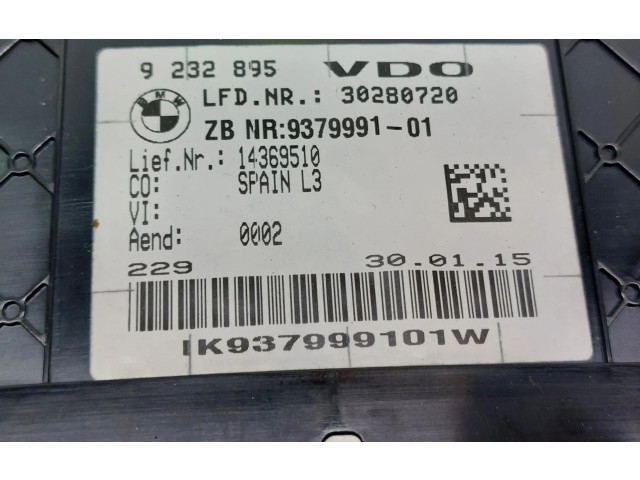 9 232 895 VDO
BMW
LFD.NR.: 30280720
ZB NR:9379991-01
Lief.Nr.: 14369510
CO: SPAIN L3
VI:
Aend: 0002
229 30.01.15
IK937999101W